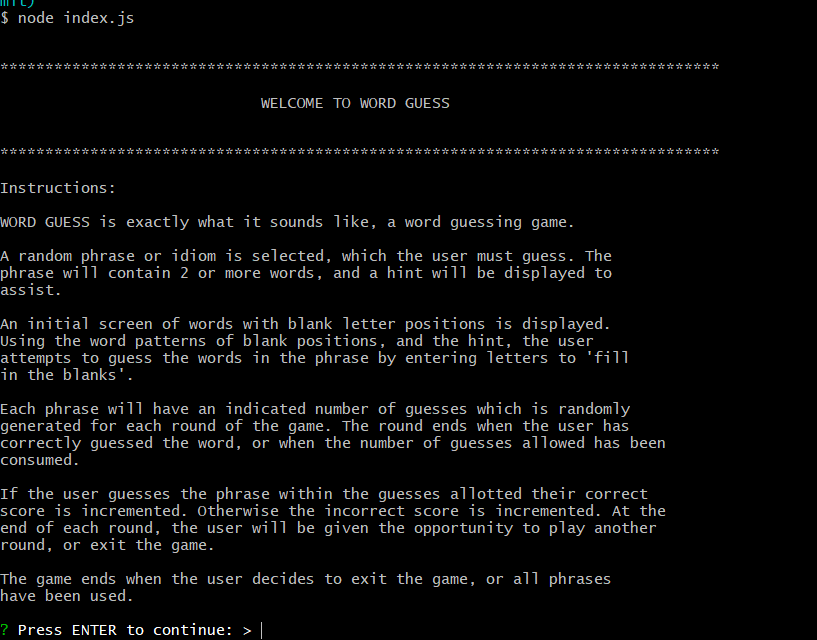 mit)
$ node index.js
********************************************************************************
WELCOME TO WORD GUESS
********************************************************************************
Instructions:
WORD GUESS is exactly what it sounds like, a word guessing game.
A random phrase or idiom is selected, which the user must guess. The
phrase will contain 2 or more words, and a hint will be displayed to
assist.
An initial screen of words with blank letter positions is displayed.
Using the word patterns of blank positions, and the hint, the user
attempts to guess the words in the phrase by entering letters to 'fill
in the blanks'.
Each phrase will have an indicated number of guesses which is randomly
generated for each round of the game. The round ends when the user has
correctly guessed the word, or when the number of guesses allowed has been
consumed.
If the user guesses the phrase within the guesses allotted their correct
score is incremented. Otherwise the incorrect score is incremented. At the
end of each round, the user will be given the opportunity to play another
round, or exit the game.
The game ends when the user decides to exit the game, or all phrases
have been used.
? Press ENTER to continue: >